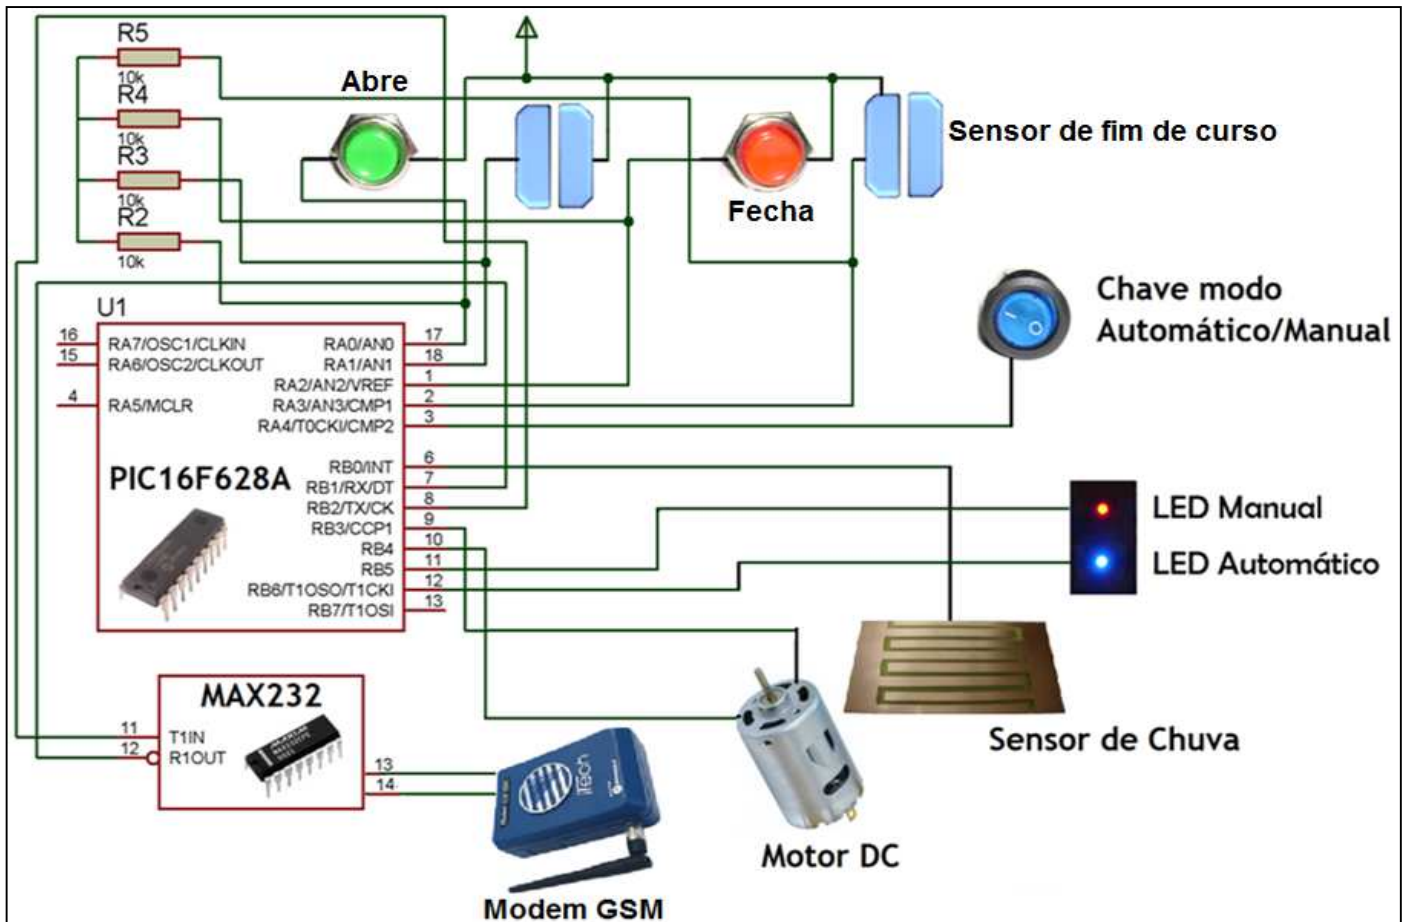 R5
10k
R4
10k
R3
10k
R2
10k
Abre
Fecha
Sensor de fim de curso
Chave modo
Automático/Manual
U1
16 RA7/OSC1/CLKIN
15 RA6/OSC2/CLKOUT
4 RA5/MCLR
RA0/AN0 17
RA1/AN1 18
RA2/AN2/VREF 1
RA3/AN3/CMP1 2
RA4/T0CKI/CMP2 3
RB0/INT 6
RB1/RX/DT 7
RB2/TX/CK 8
RB3/CCP1 9
RB4 10
RB5 11
RB6/T1OSO/T1CKI 12
RB7/T1OSI 13
PIC16F628A
LED Manual
LED Automático
Sensor de Chuva
MAX232
11 T1IN
12 R1OUT
13
14
iTech
Modem GSM
Motor DC